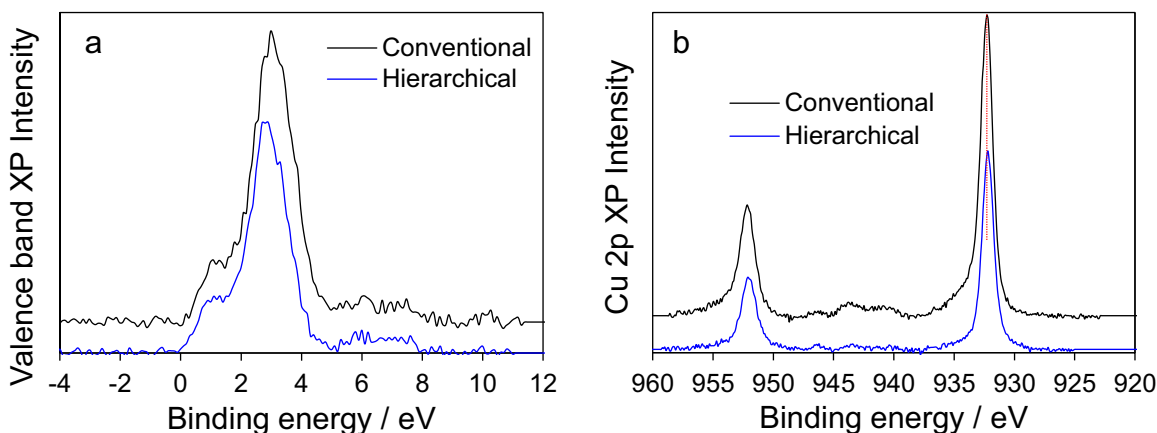 a
Conventional
Hierarchical
Valence band XP Intensity
-4 -2 0 2 4 6 8 10 12
Binding energy / eV
b
Conventional
Hierarchical
Cu 2p XP Intensity
960 955 950 945 940 935 930 925 920
Binding energy / eV